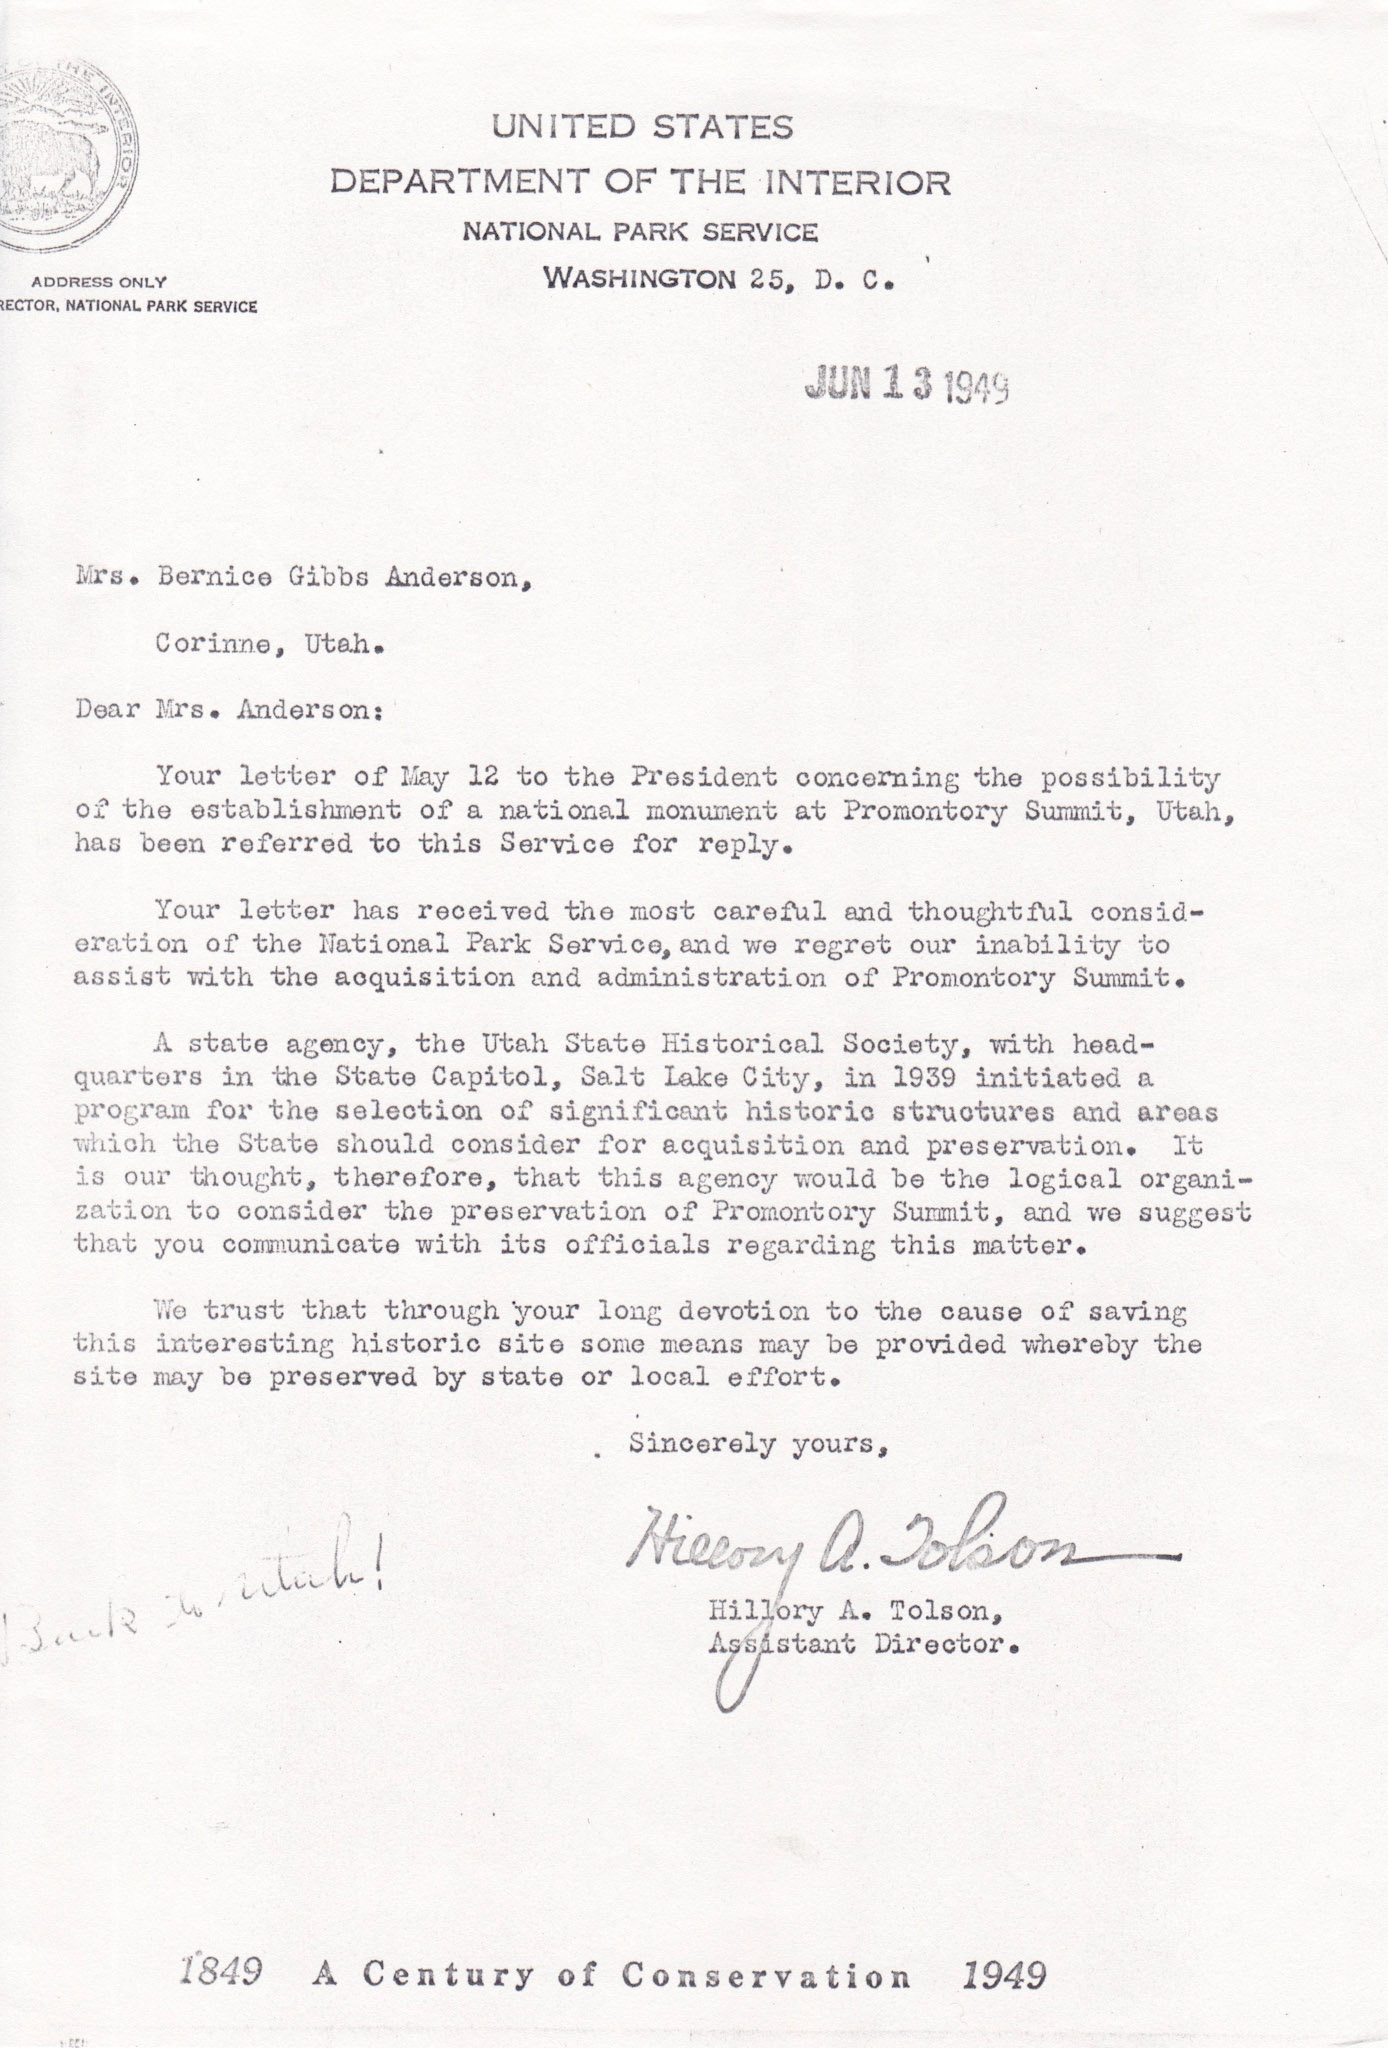 OF THE INTERIOR
UNITED STATES
DEPARTMENT OF THE INTERIOR
NATIONAL PARK SERVICE
WASHINGTON 25, D. C.
ADDRESS ONLY
RECTOR, NATIONAL PARK SERVICE
JUN 13 1949
Mrs. Bernice Gibbs Anderson,
Corinne, Utah.
Dear Mrs. Anderson:
Your letter of May 12 to the President concerning the possibility
of the establishment of a national monument at Promontory Summit, Utah,
has been referred to this Service for reply.
Your letter has received the most careful and thoughtful consid-
eration of the National Park Service, and we regret our inability to
assist with the acquisition and administration of Promontory Summit.
A state agency, the Utah State Historical Society, with head-
quarters in the State Capitol, Salt Lake City, in 1939 initiated a
program for the selection of significant historic structures and areas
which the State should consider for acquisition and preservation. It
is our thought, therefore, that this agency would be the logical organi-
zation to consider the preservation of Promontory Summit, and we suggest
that you communicate with its officials regarding this matter.
We trust that through your long devotion to the cause of saving
this interesting historic site some means may be provided whereby the
site may be preserved by state or local effort.
Sincerely yours,
Hillory A. Tolson
Hillory A. Tolson,
Assistant Director.
Back to Utah!
1849 A Century of Conservation 1949